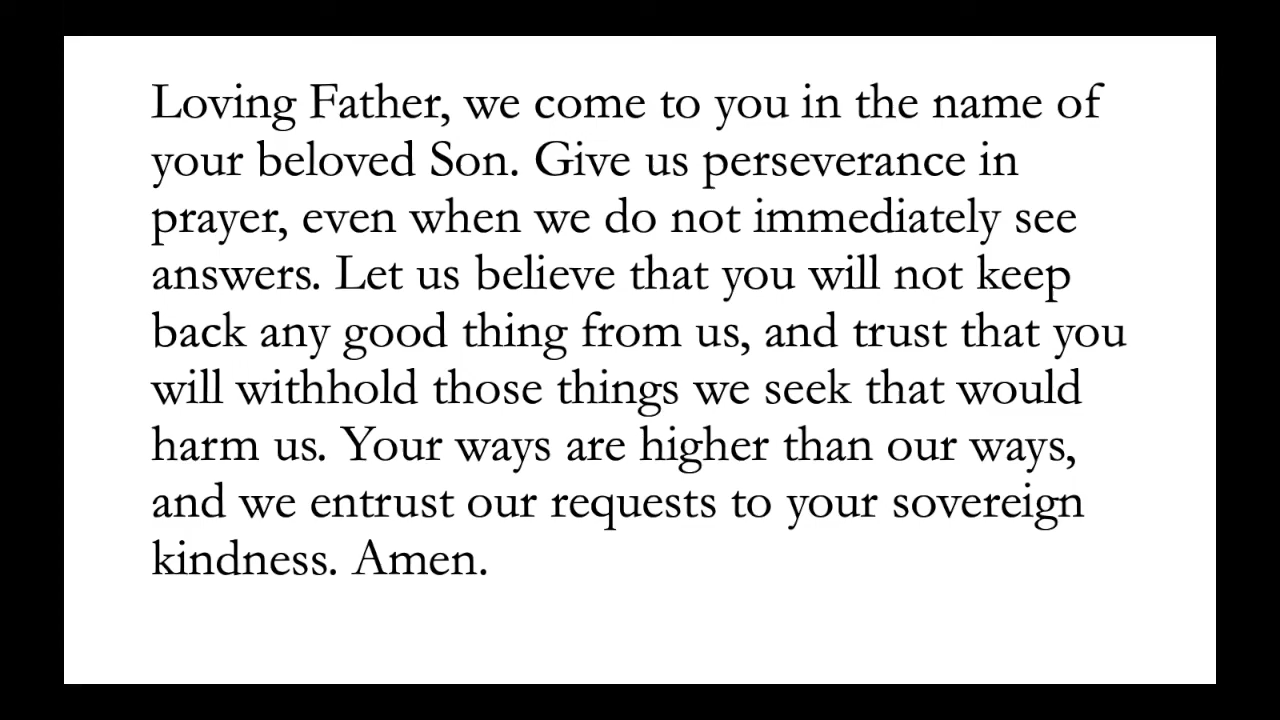 Loving Father, we come to you in the name of
your beloved Son. Give us perseverance in
prayer, even when we do not immediately see
answers. Let us believe that you will not keep
back any good thing from us, and trust that you
will withhold those things we seek that would
harm us. Your ways are higher than our ways,
and we entrust our requests to your sovereign
kindness. Amen.